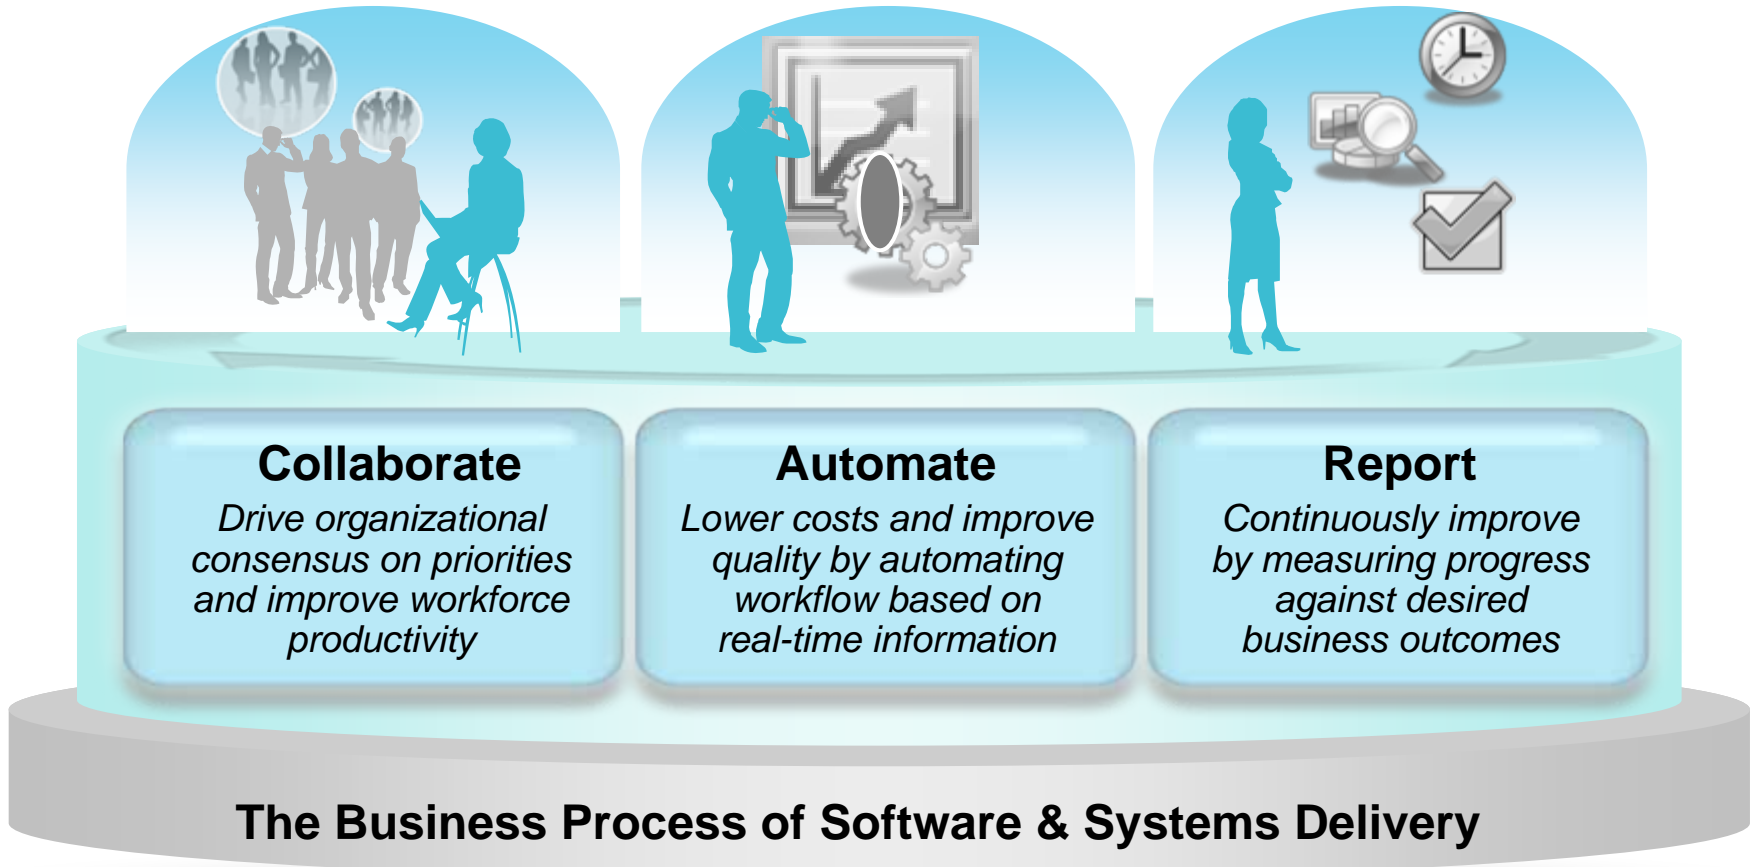 Collaborate
Drive organizational
consensus on priorities
and improve workforce
productivity
Automate
Lower costs and improve
quality by automating
workflow based on
real-time information
Report
Continuously improve
by measuring progress
against desired
business outcomes
The Business Process of Software & Systems Delivery